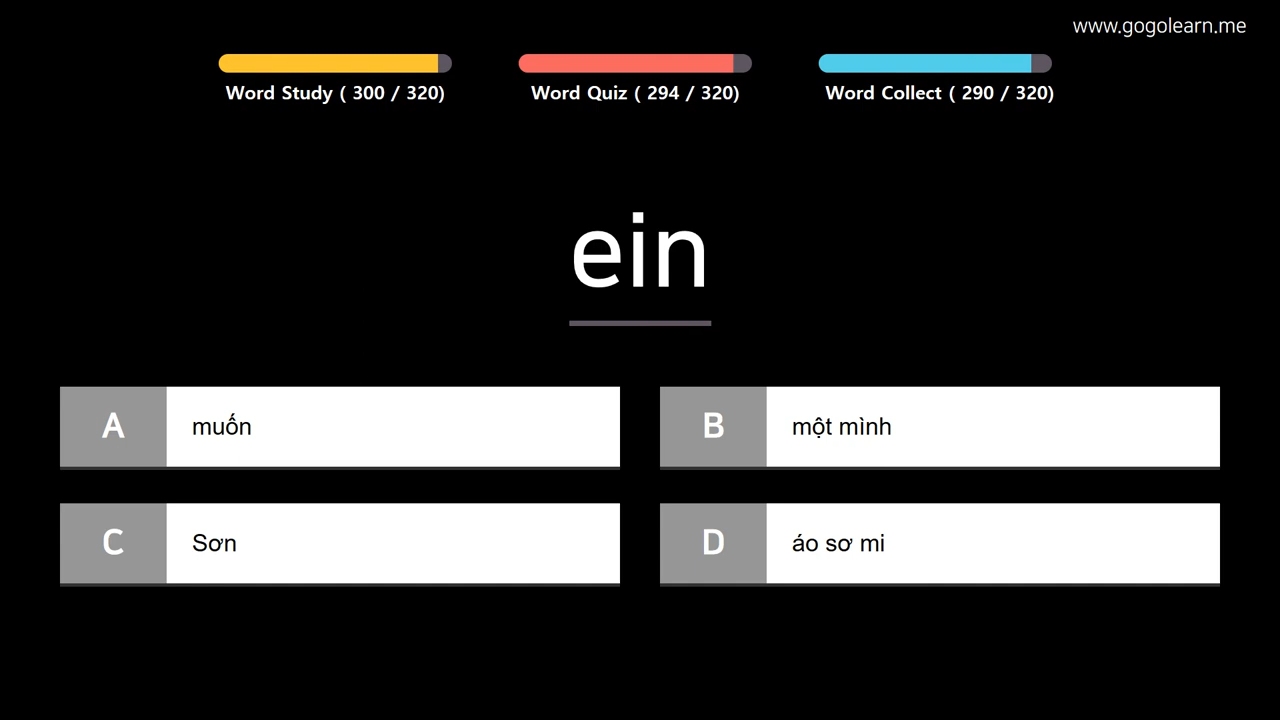 www.gogolearn.me
Word Study ( 300 / 320)
Word Quiz ( 294 / 320)
Word Collect ( 290 / 320)
ein
A muốn
B một mình
C Sơn
D áo sơ mi